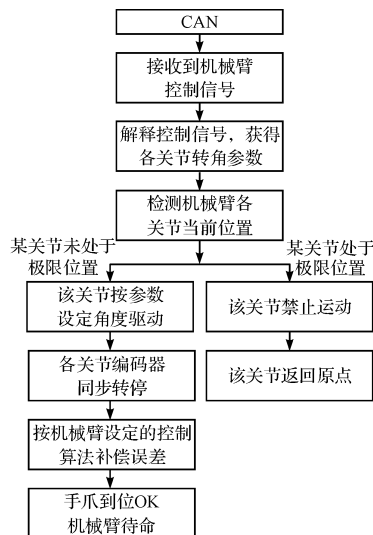 CAN
接收到机械臂
控制信号
解释控制信号，获得
各关节转角参数
检测机械臂各
关节当前位置
某关节未处于
极限位置
某关节处于
极限位置
该关节按参数
设定角度驱动
该关节禁止运动
各关节编码器
同步转停
该关节返回原点
按机械臂设定的控制
算法补偿误差
手爪到位OK
机械臂待命